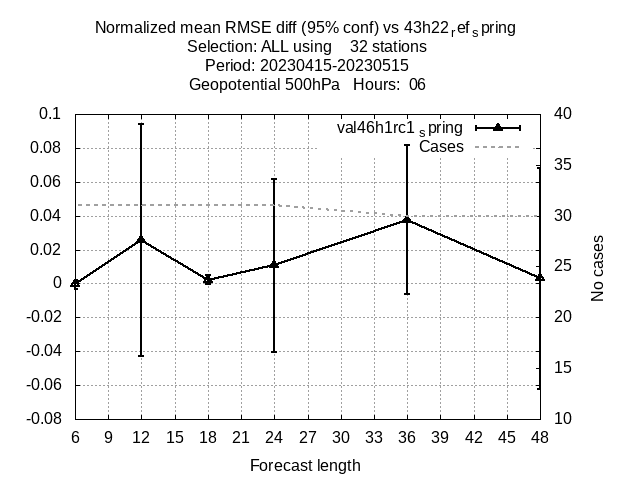 Normalized mean RMSE diff (95% conf) vs 43h22refspring
Selection: ALL using    32 stations
Period: 20230415-20230515
Geopotential 500hPa   Hours:  06
val46h1rc1spring
Cases
0.1
0.08
0.06
0.04
0.02
0
-0.02
-0.04
-0.06
-0.08
40
35
30
25
20
15
10
No cases
6 9 12 15 18 21 24 27 30 33 36 39 42 45 48
Forecast length